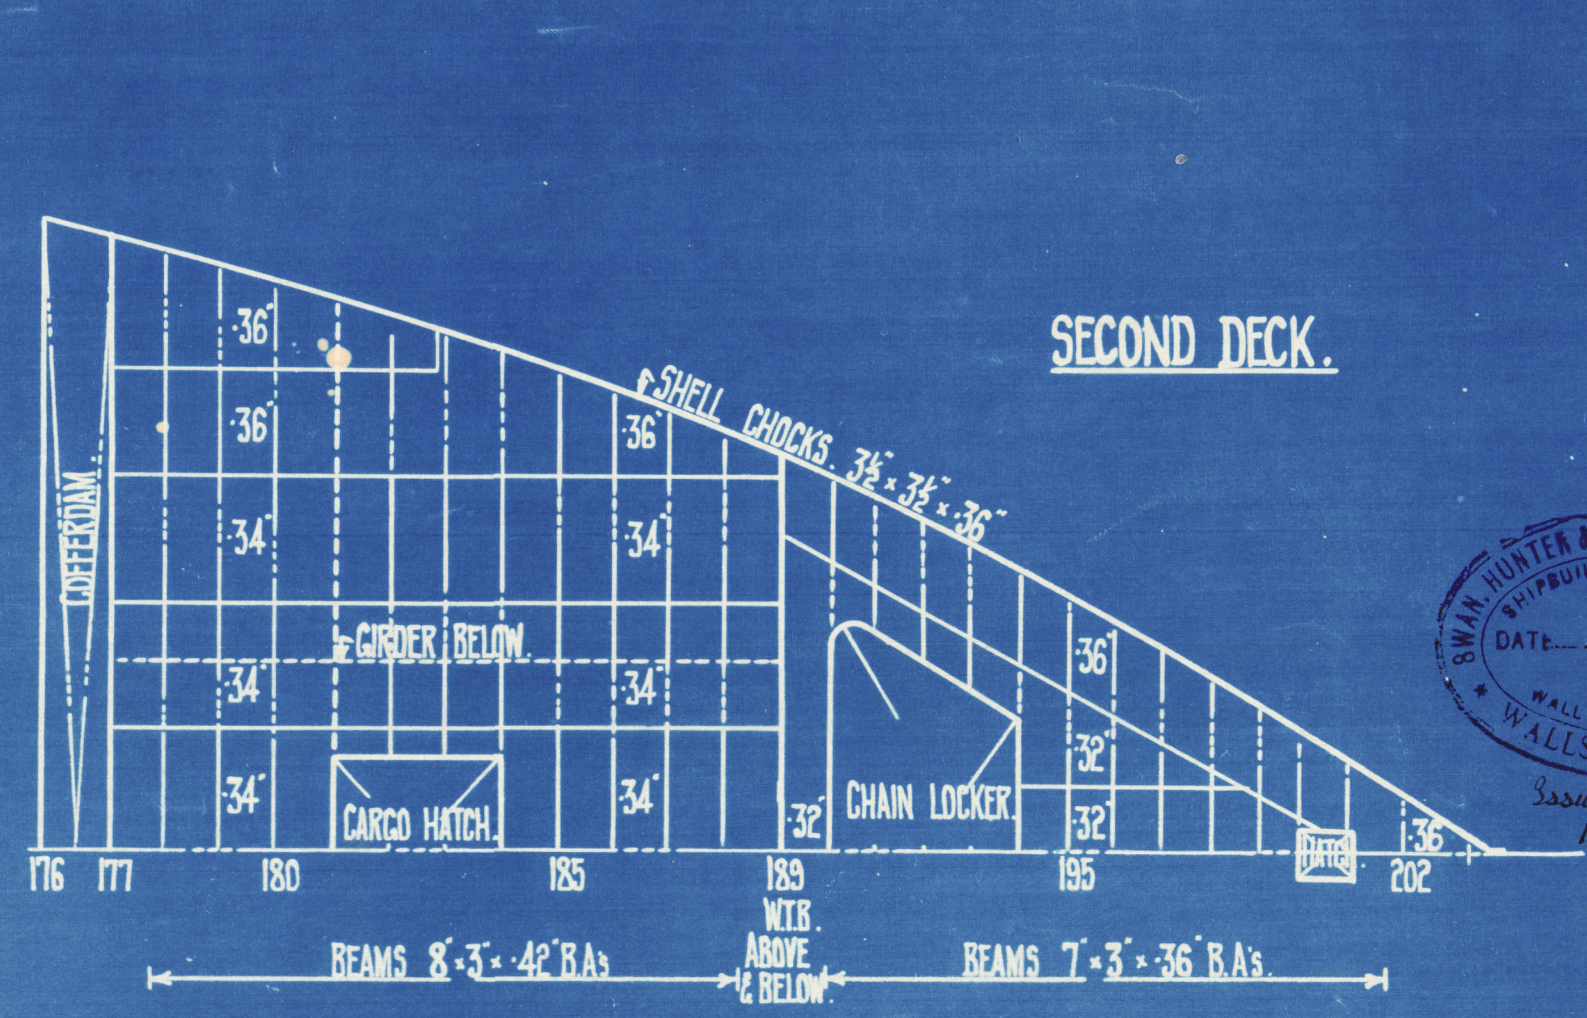 SECOND DECK.
SHELL CHOCKS. 3½" × 3½" × ·36"
·36"
·36"
·36"
COFFERDAM.
·34"
·34"
GIRDER BELOW.
·34"
·34"
·36"
·32"
·34"
·34"
CARGO HATCH.
·32"
CHAIN LOCKER.
·32"
HATCH
·36"
176 177 180 185 189 195 202
W.T.B.
ABOVE
& BELOW.
BEAMS 8" × 3" × ·42" B.A's
BEAMS 7" × 3" × ·36" B.A's.
SWAN, HUNTER &
SHIPBUI
DATE
WALL
WALLS